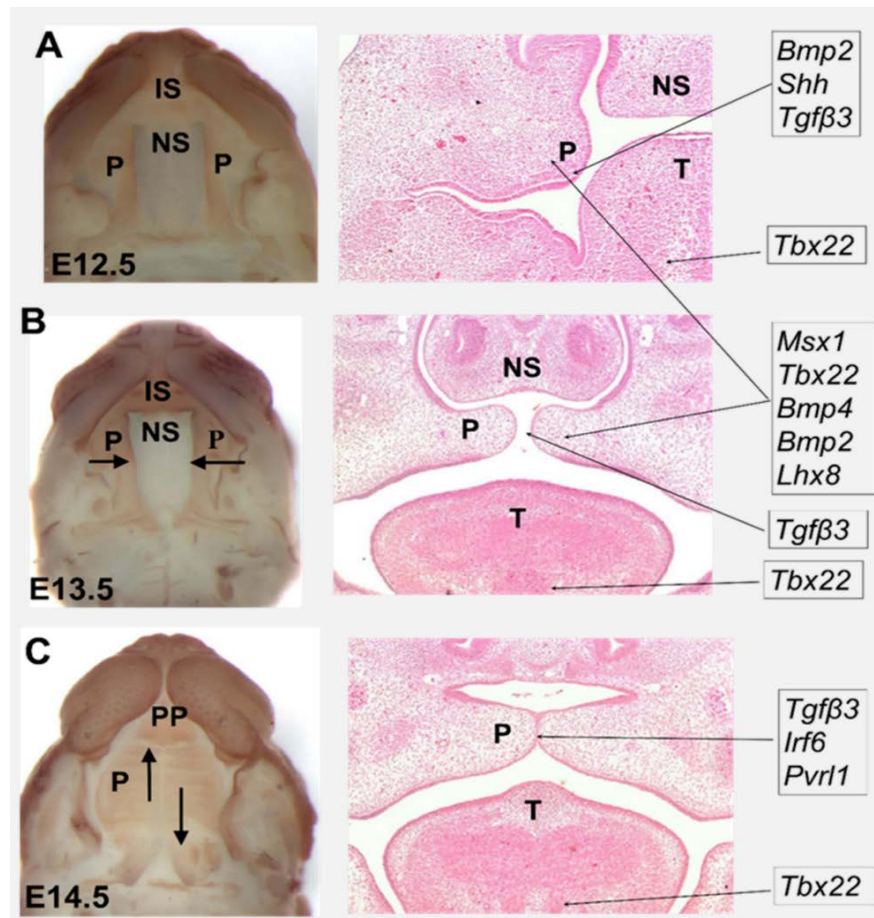 A
IS
NS
P
P
E12.5
NS
P
T
Bmp2
Shh
Tgfβ3
Tbx22
B
IS
P
NS
P
E13.5
NS
P
T
Msx1
Tbx22
Bmp4
Bmp2
Lhx8
Tgfβ3
Tbx22
C
PP
P
E14.5
P
T
Tgfβ3
Irf6
Pvrl1
Tbx22